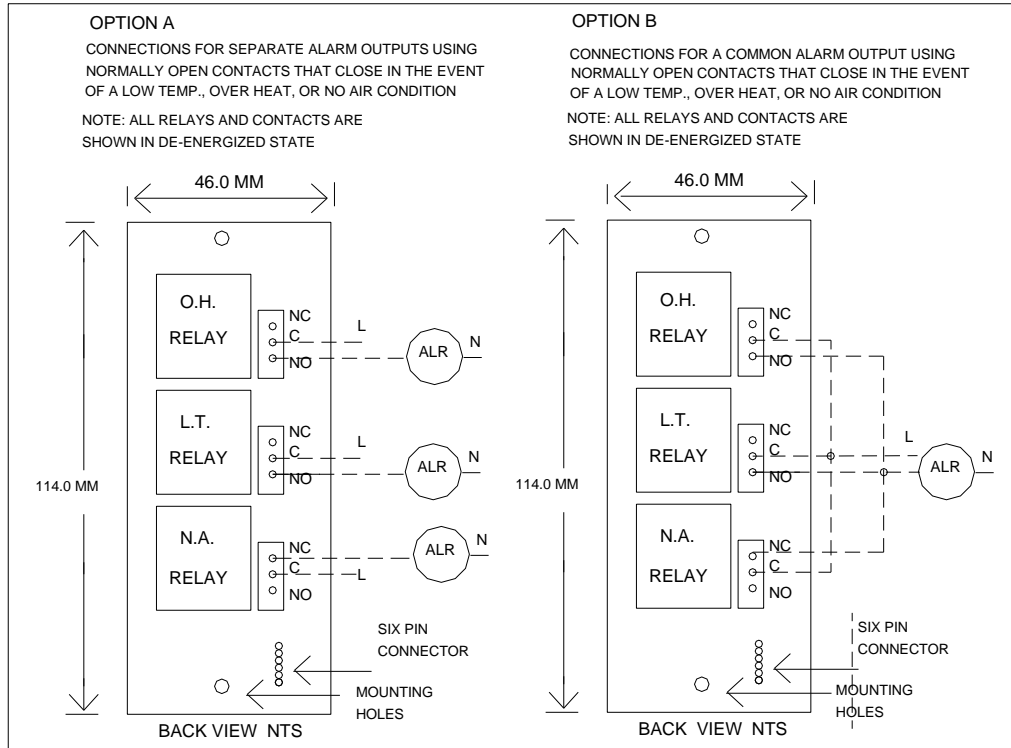 OPTION A
CONNECTIONS FOR SEPARATE ALARM OUTPUTS USING
NORMALLY OPEN CONTACTS THAT CLOSE IN THE EVENT
OF A LOW TEMP., OVER HEAT, OR NO AIR CONDITION
NOTE: ALL RELAYS AND CONTACTS ARE
SHOWN IN DE-ENERGIZED STATE
46.0 MM
114.0 MM
O.H.
RELAY
NC
C
NO
L
ALR
N
L.T.
RELAY
NC
C
NO
L
ALR
N
N.A.
RELAY
NC
C
NO
L
ALR
N
SIX PIN
CONNECTOR
MOUNTING
HOLES
BACK VIEW NTS
OPTION B
CONNECTIONS FOR A COMMON ALARM OUTPUT USING
NORMALLY OPEN CONTACTS THAT CLOSE IN THE EVENT
OF A LOW TEMP., OVER HEAT, OR NO AIR CONDITION
NOTE: ALL RELAYS AND CONTACTS ARE
SHOWN IN DE-ENERGIZED STATE
46.0 MM
114.0 MM
O.H.
RELAY
NC
C
NO
L.T.
RELAY
NC
C
NO
L
ALR
N
N.A.
RELAY
NC
C
NO
SIX PIN
CONNECTOR
MOUNTING
HOLES
BACK VIEW NTS